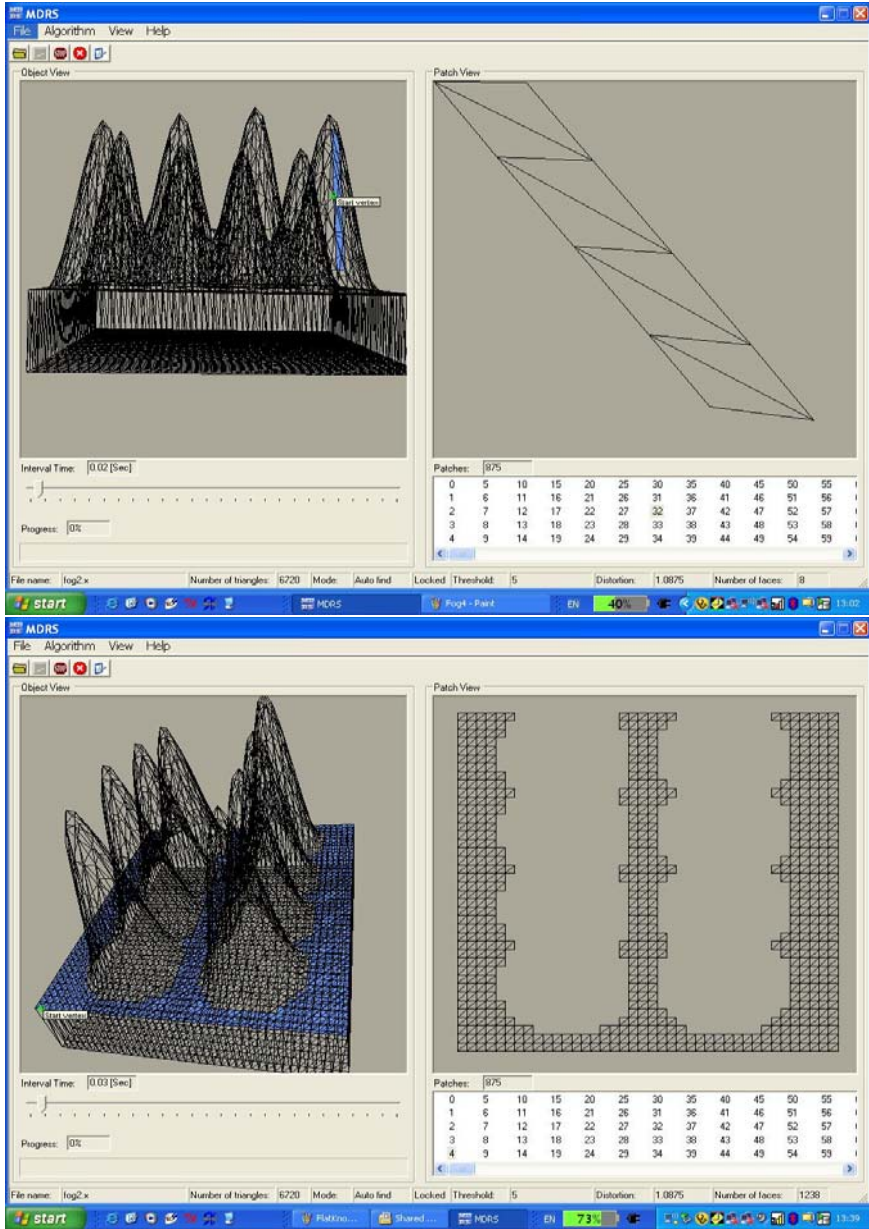 MDRS
File Algorithm View Help
Object View
Patch View
Start vertex
Interval Time: 0.02 [Sec]
Progress: 0%
Patches: 875
0 5 10 15 20 25 30 35 40 45 50 55
1 6 11 16 21 26 31 36 41 46 51 56
2 7 12 17 22 27 32 37 42 47 52 57
3 8 13 18 23 28 33 38 43 48 53 58
4 9 14 19 24 29 34 39 44 49 54 59
File name: fog2.x Number of triangles: 6720 Mode: Auto find Locked Threshold: 5 Distortion: 1.0875 Number of faces: 8
start MDRS Fog4 - Paint EN 40% 13:02
MDRS
File Algorithm View Help
Object View
Patch View
Start vertex
Interval Time: 0.03 [Sec]
Progress: 0%
Patches: 875
0 5 10 15 20 25 30 35 40 45 50 55
1 6 11 16 21 26 31 36 41 46 51 56
2 7 12 17 22 27 32 37 42 47 52 57
3 8 13 18 23 28 33 38 43 48 53 58
4 9 14 19 24 29 34 39 44 49 54 59
File name: fog2.x Number of triangles: 6720 Mode: Auto find Locked Threshold: 5 Distortion: 1.0875 Number of faces: 1238
start Shared ... MDRS EN 73% 13:39